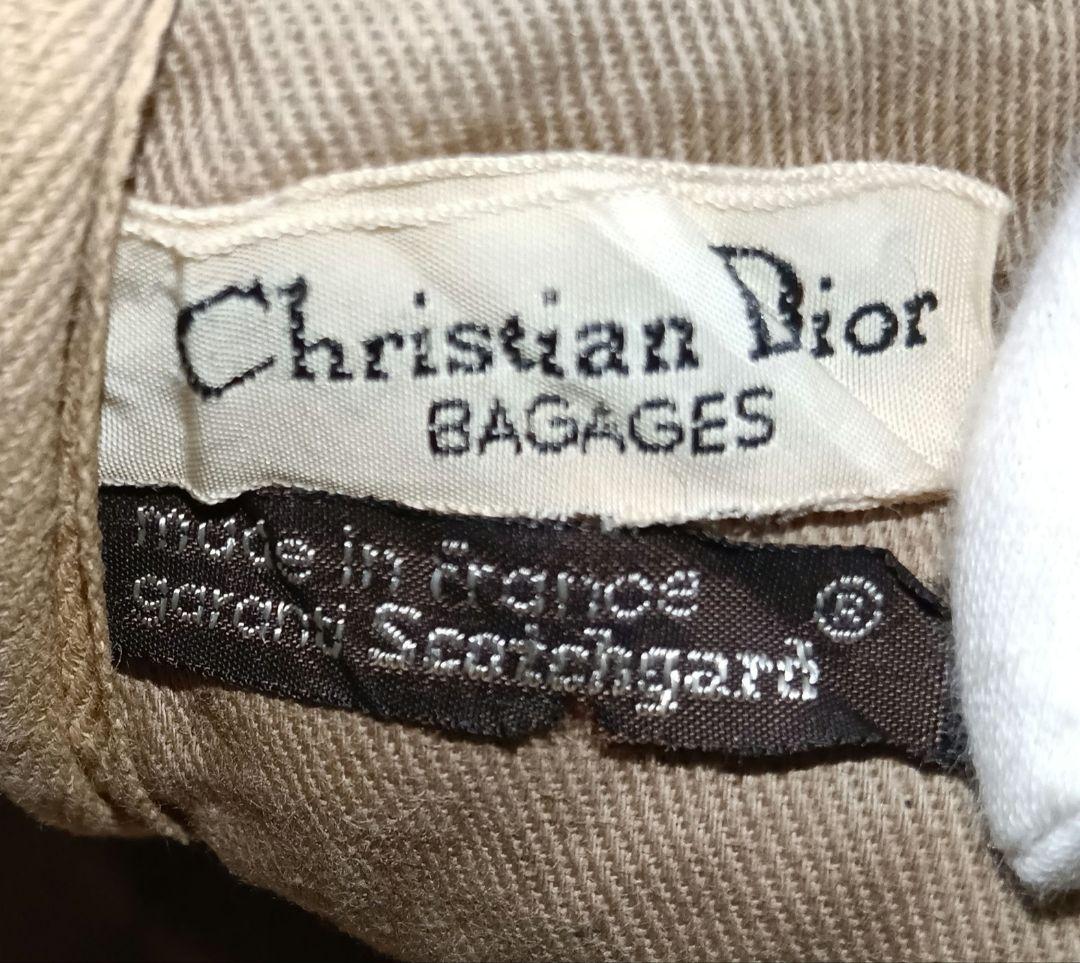 Christian Dior
BAGAGES
made in france
garanti Scotchgard ®